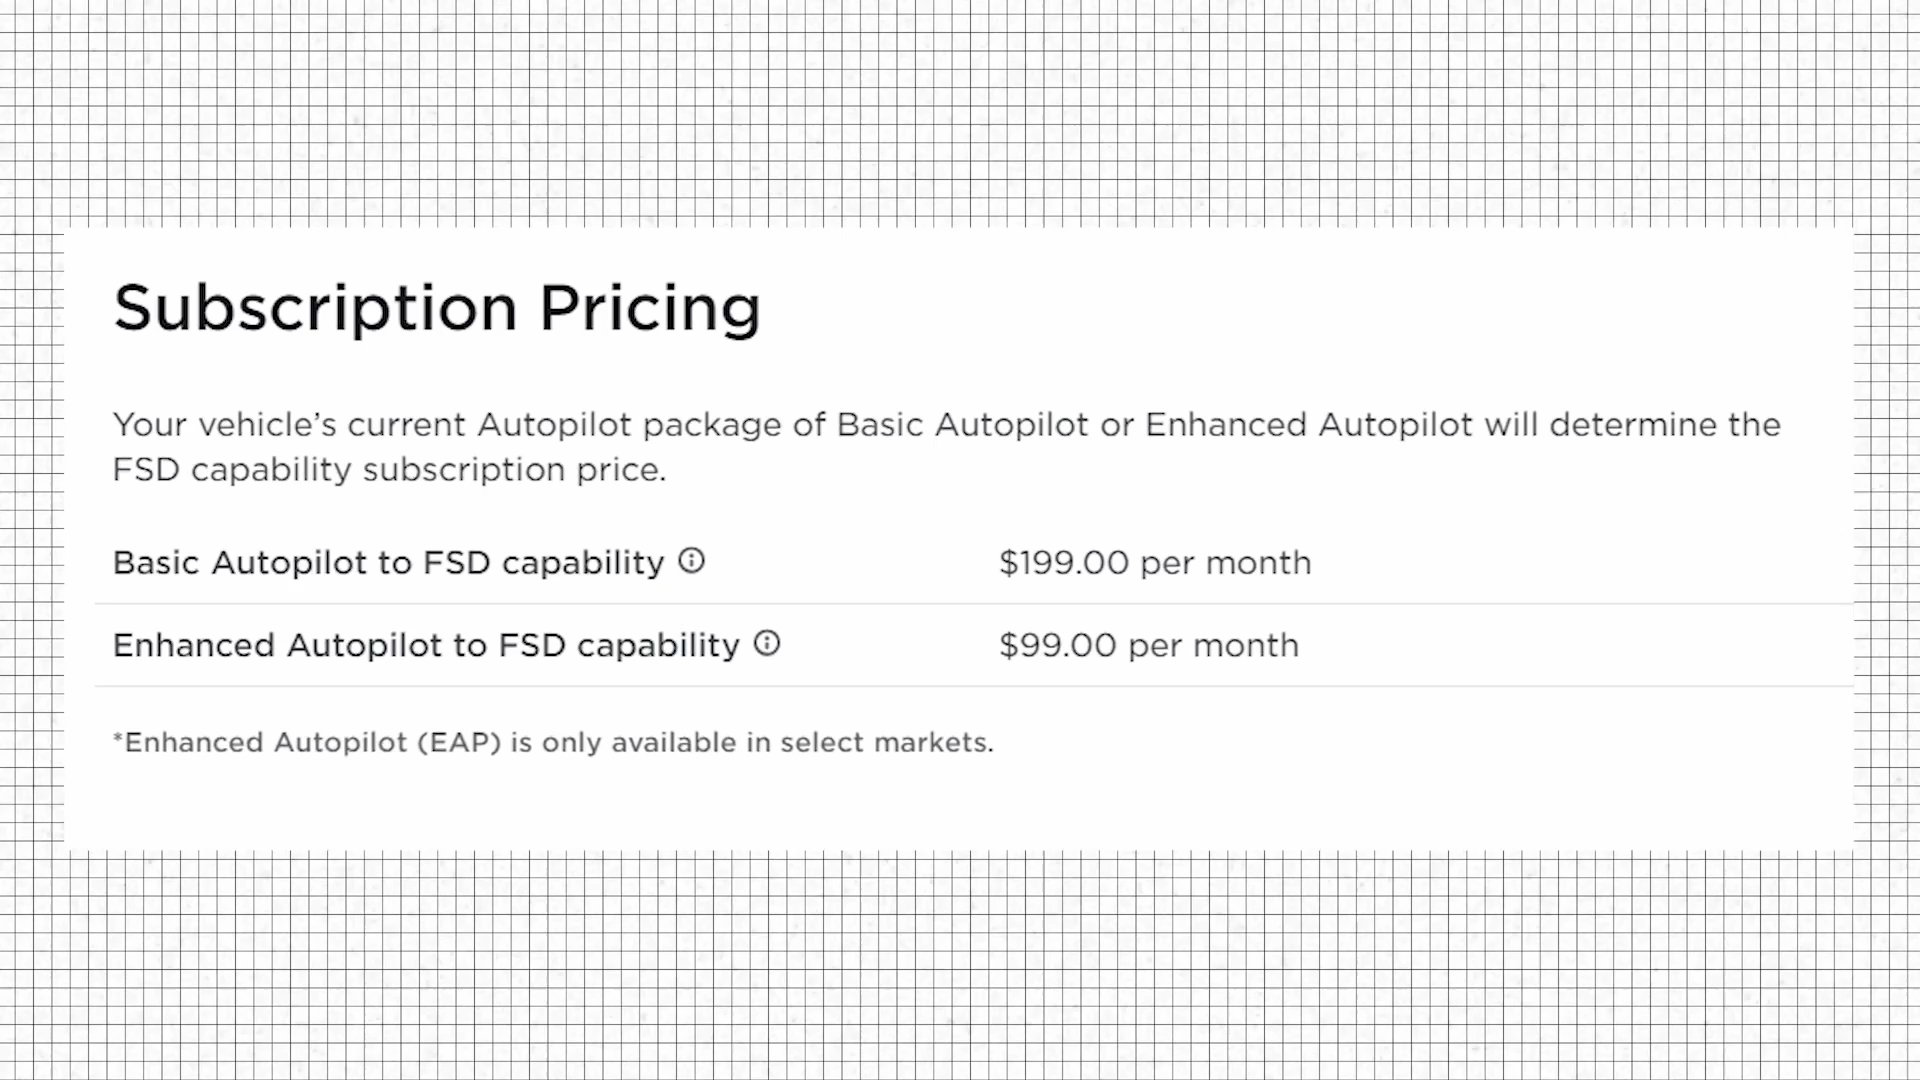 Subscription Pricing
Your vehicle’s current Autopilot package of Basic Autopilot or Enhanced Autopilot will determine the
FSD capability subscription price.
Basic Autopilot to FSD capability $199.00 per month
Enhanced Autopilot to FSD capability $99.00 per month
*Enhanced Autopilot (EAP) is only available in select markets.